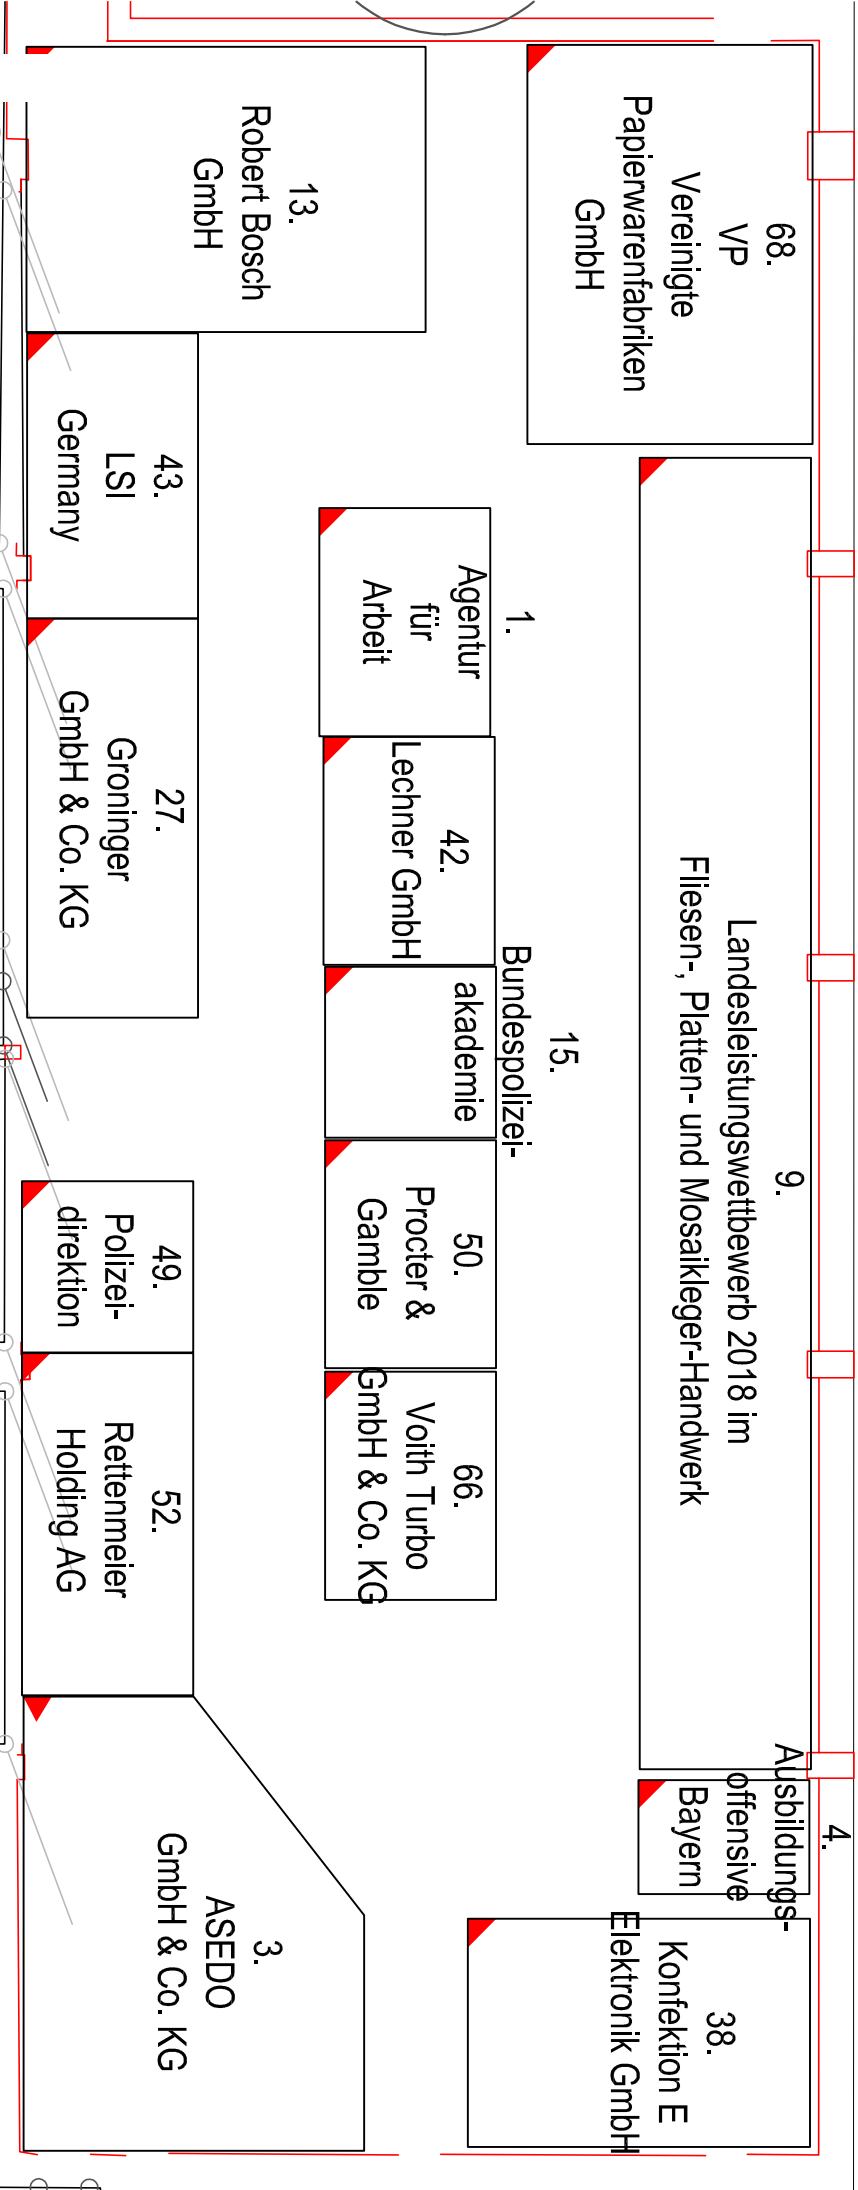 68.
VP
Vereinigte
Papierwarenfabriken
GmbH
13.
Robert Bosch
GmbH
9.
Landesleistungswettbewerb 2018 im
Fliesen-, Platten- und Mosaikleger-Handwerk
43.
LSI
Germany
1.
Agentur
für
Arbeit
27.
Groninger
GmbH & Co. KG
42.
Lechner GmbH
15.
Bundespolizei-
akademie
50.
Procter &
Gamble
49.
Polizei-
direktion
66.
Voith Turbo
GmbH & Co. KG
52.
Rettenmeier
Holding AG
4.
Ausbildungs-
offensive
Bayern
3.
ASEDO
GmbH & Co. KG
38.
Konfektion E
Elektronik GmbH